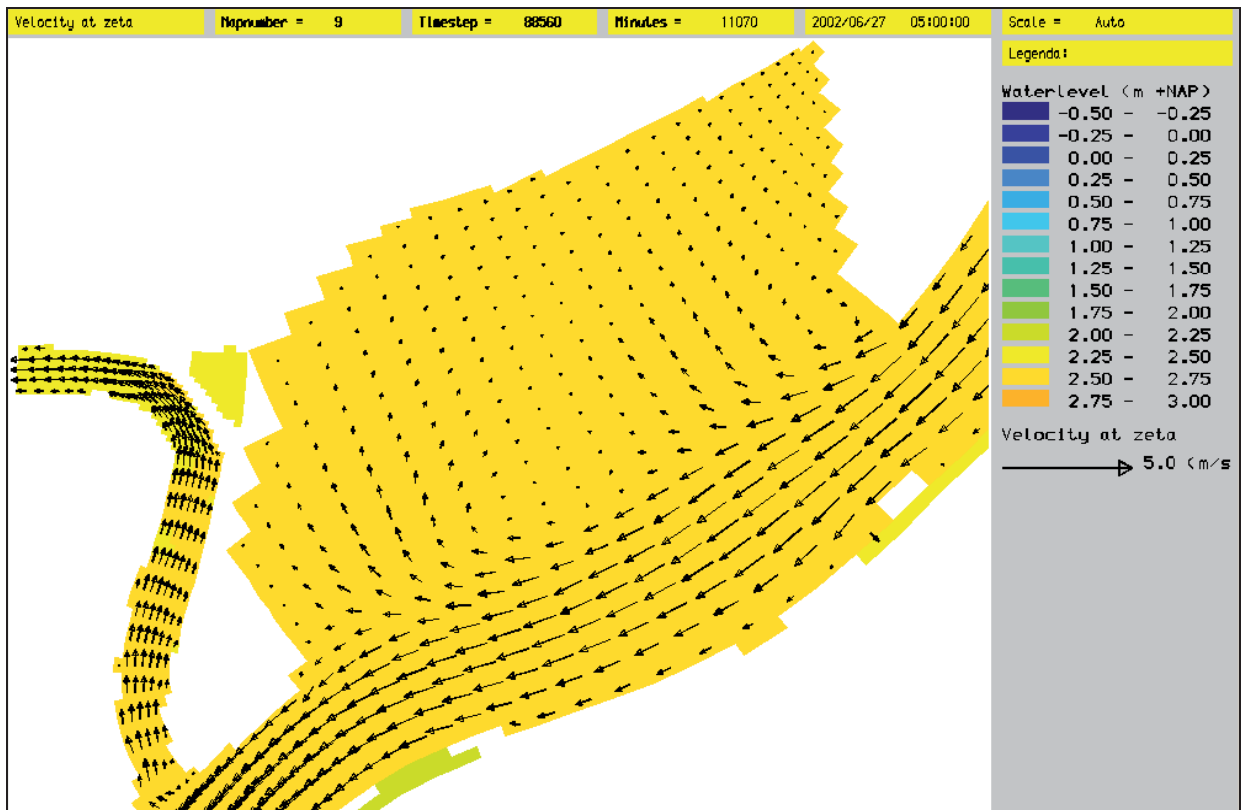 Velocity at zeta Mapnumber = 9 Timestep = 88560 Minutes = 11070 2002/06/27 05:00:00 Scale = Auto
Legenda:
Waterlevel (m +NAP)
-0.50 - -0.25
-0.25 - 0.00
0.00 - 0.25
0.25 - 0.50
0.50 - 0.75
0.75 - 1.00
1.00 - 1.25
1.25 - 1.50
1.50 - 1.75
1.75 - 2.00
2.00 - 2.25
2.25 - 2.50
2.50 - 2.75
2.75 - 3.00
Velocity at zeta
5.0 (m/s